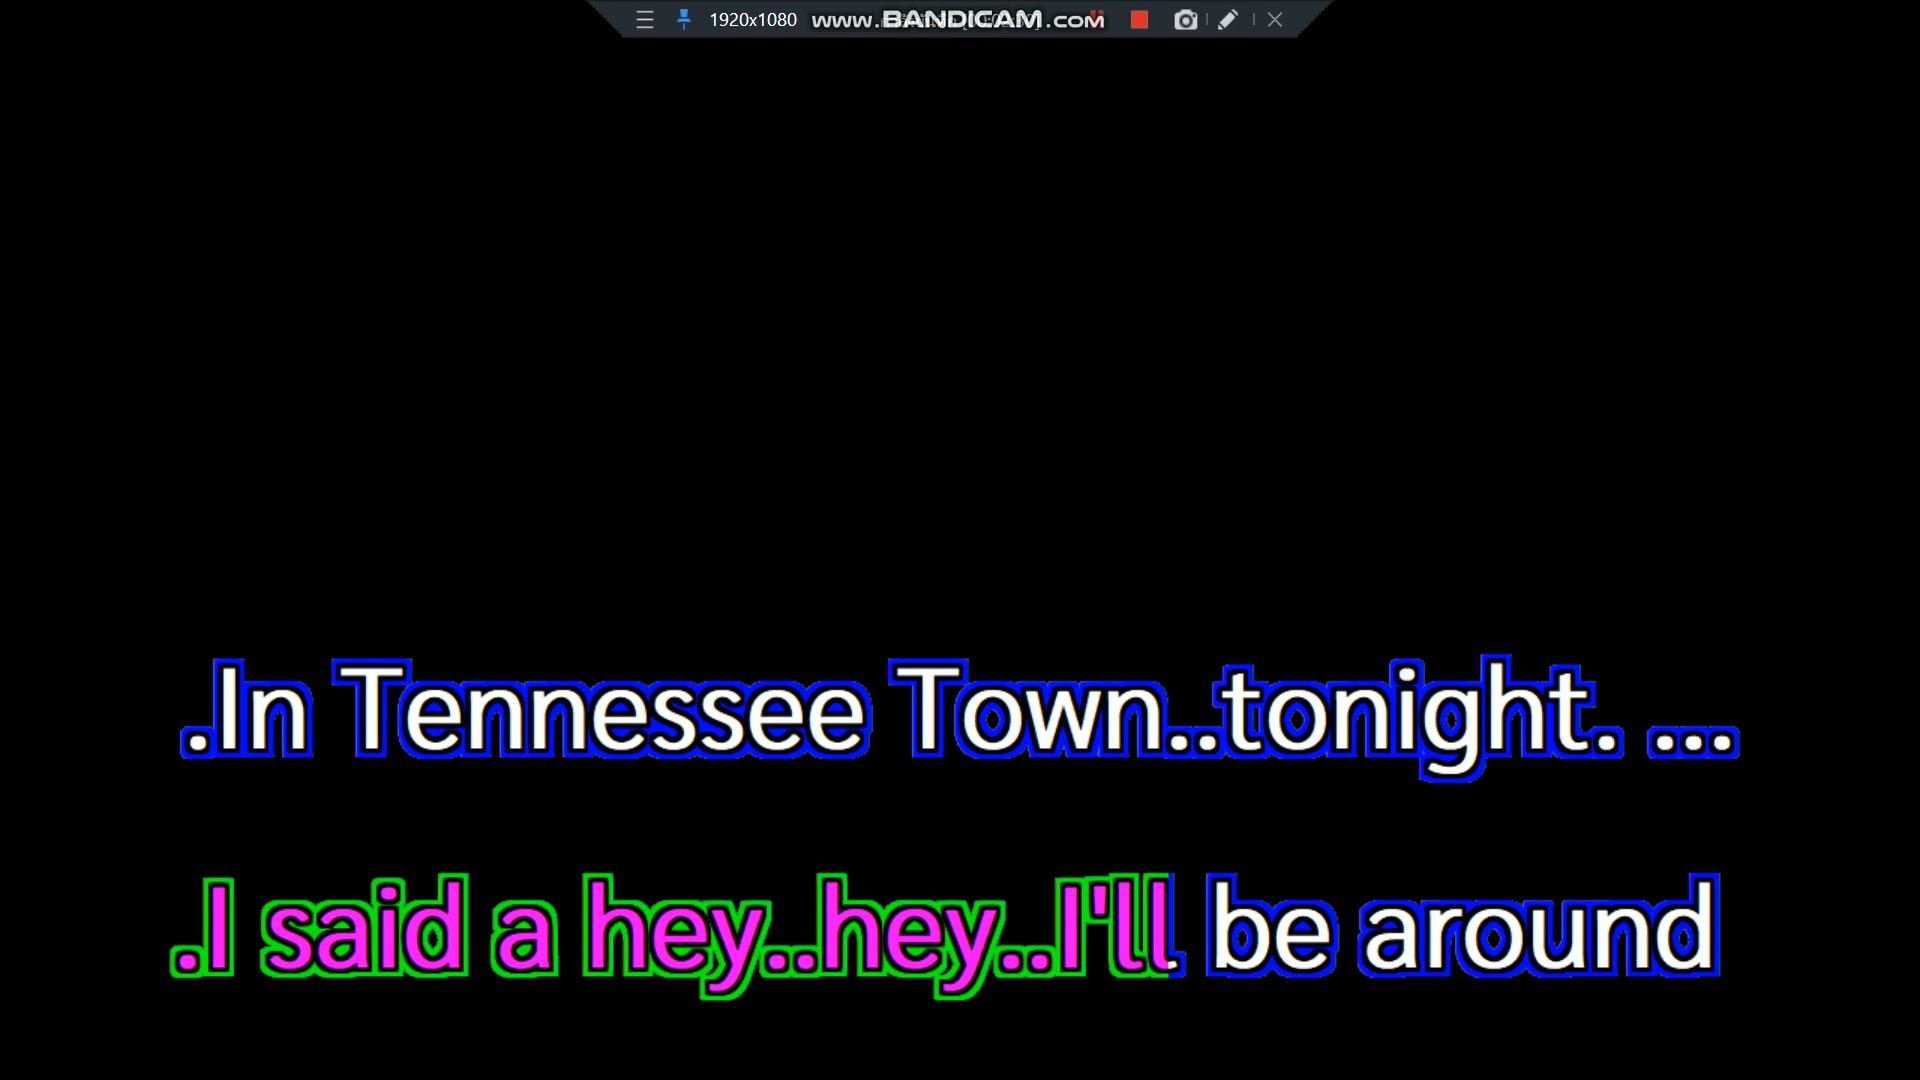 1920x1080 www.BANDICAM.com
.In Tennessee Town..tonight. ...
.I said a hey..hey..I'll be around